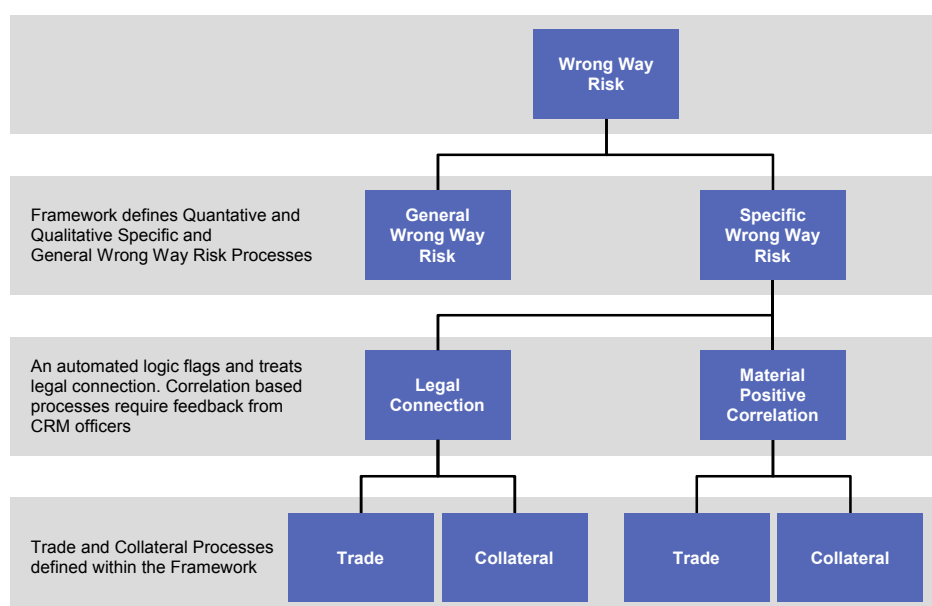 Wrong Way
Risk
Framework defines Quantative and
Qualitative Specific and
General Wrong Way Risk Processes
General
Wrong Way
Risk
Specific
Wrong Way
Risk
An automated logic flags and treats
legal connection. Correlation based
processes require feedback from
CRM officers
Legal
Connection
Material
Positive
Correlation
Trade and Collateral Processes
defined within the Framework
Trade
Collateral
Trade
Collateral